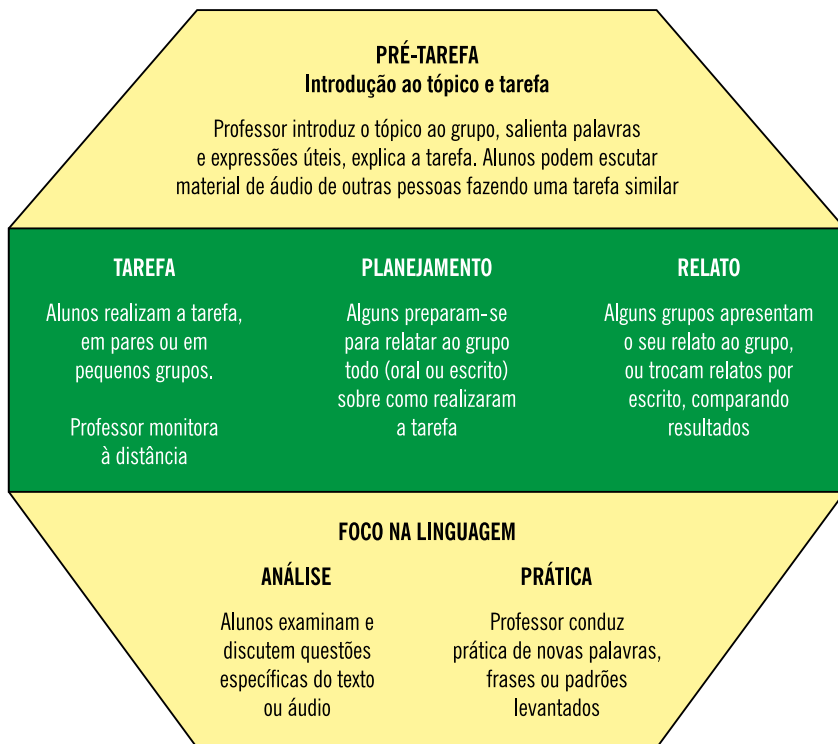 PRÉ-TAREFA
Introdução ao tópico e tarefa
Professor introduz o tópico ao grupo, salienta palavras
e expressões úteis, explica a tarefa. Alunos podem escutar
material de áudio de outras pessoas fazendo uma tarefa similar
TAREFA
Alunos realizam a tarefa,
em pares ou em
pequenos grupos.
Professor monitora
à distância
PLANEJAMENTO
Alguns preparam-se
para relatar ao grupo
todo (oral ou escrito)
sobre como realizaram
a tarefa
RELATO
Alguns grupos apresentam
o seu relato ao grupo,
ou trocam relatos por
escrito, comparando
resultados
FOCO NA LINGUAGEM
ANÁLISE
Alunos examinam e
discutem questões
específicas do texto
ou áudio
PRÁTICA
Professor conduz
prática de novas palavras,
frases ou padrões
levantados